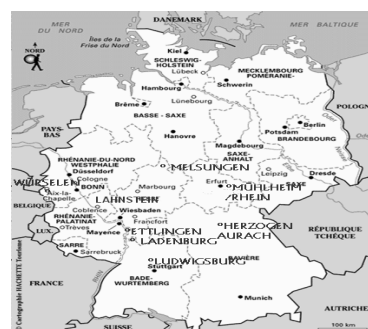 MER DU NORD
DANEMARK
MER BALTIQUE
Îles de la Frise du Nord
NORD
Kiel
SCHLESWIG-HOLSTEIN
Lübeck
MECKLEMBOURG POMÉRANIE-
Hambourg
Schwerin
Lünebourg
Brême
BASSE - SAXE
POLOGN
Berlin
PAYS-BAS
Hanovre
Potsdam
BRANDEBOURG
Magdebourg
SAXE-ANHALT
RHÉNANIE-DU-NORD
WESTPHALIE
Düsseldorf
MELSUNGEN
Leipzig
Dresde
WÜRSELEN
Cologne
BONN
Aix-la-Chapelle
Marbourg
Erfurt
MÜHLHEIM
RHEIN
SAXE
LAHNSTEIN
BELGIQUE
Coblence
Francfort
Wiesbaden
RHÉNIE-PALATINAT
Mayence
HERZOGEN
AURACH
ETTLINGEN
LADENBURG
LUX.
Trèves
SARRE
Sarrebruck
RÉPUBLIQUE
TCHÈQUE
LUDWIGSBURG
Stuttgart
BAVIÈRE
BADE-WURTEMBERG
FRANCE
Munich
AUTRICHE
SUISSE
100 km
© Cartographie HACHETTE Tourisme